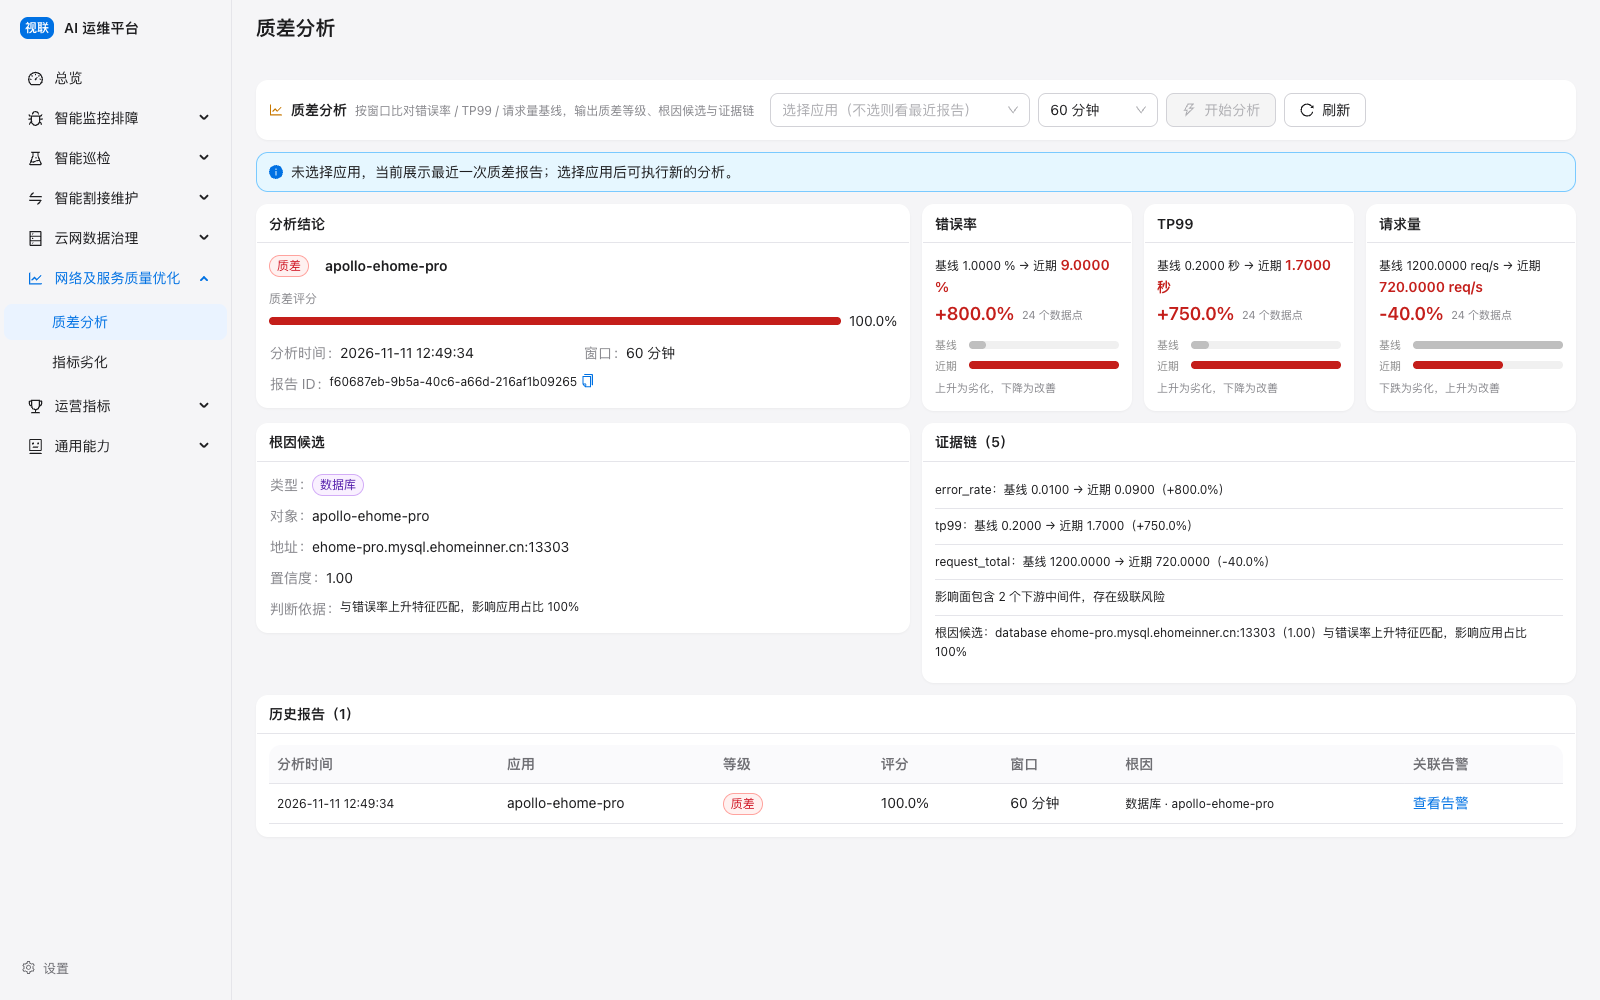 视联 AI 运维平台
总览
智能监控排障
智能巡检
智能割接维护
云网数据治理
网络及服务质量优化
质差分析
指标劣化
运营指标
通用能力
设置
质差分析
质差分析 按窗口比对错误率 / TP99 / 请求量基线，输出质差等级、根因候选与证据链 选择应用（不选则看最近报告） 60 分钟 开始分析 刷新
未选择应用，当前展示最近一次质差报告；选择应用后可执行新的分析。
分析结论
质差 apollo-ehome-pro
质差评分
100.0%
分析时间： 2026-11-11 12:49:34 窗口： 60 分钟
报告 ID： f60687eb-9b5a-40c6-a66d-216af1b09265
错误率
基线 1.0000 % → 近期 9.0000
%
+800.0% 24 个数据点
基线
近期
上升为劣化，下降为改善
TP99
基线 0.2000 秒 → 近期 1.7000
秒
+750.0% 24 个数据点
基线
近期
上升为劣化，下降为改善
请求量
基线 1200.0000 req/s → 近期
720.0000 req/s
-40.0% 24 个数据点
基线
近期
下跌为劣化，上升为改善
根因候选
类型： 数据库
对象： apollo-ehome-pro
地址： ehome-pro.mysql.ehomeinner.cn:13303
置信度： 1.00
判断依据： 与错误率上升特征匹配，影响应用占比 100%
证据链（5）
error_rate：基线 0.0100 → 近期 0.0900（+800.0%）
tp99：基线 0.2000 → 近期 1.7000（+750.0%）
request_total：基线 1200.0000 → 近期 720.0000（-40.0%）
影响面包含 2 个下游中间件，存在级联风险
根因候选：database ehome-pro.mysql.ehomeinner.cn:13303（1.00）与错误率上升特征匹配，影响应用占比
100%
历史报告（1）
分析时间 应用 等级 评分 窗口 根因 关联告警
2026-11-11 12:49:34 apollo-ehome-pro 质差 100.0% 60 分钟 数据库 · apollo-ehome-pro 查看告警